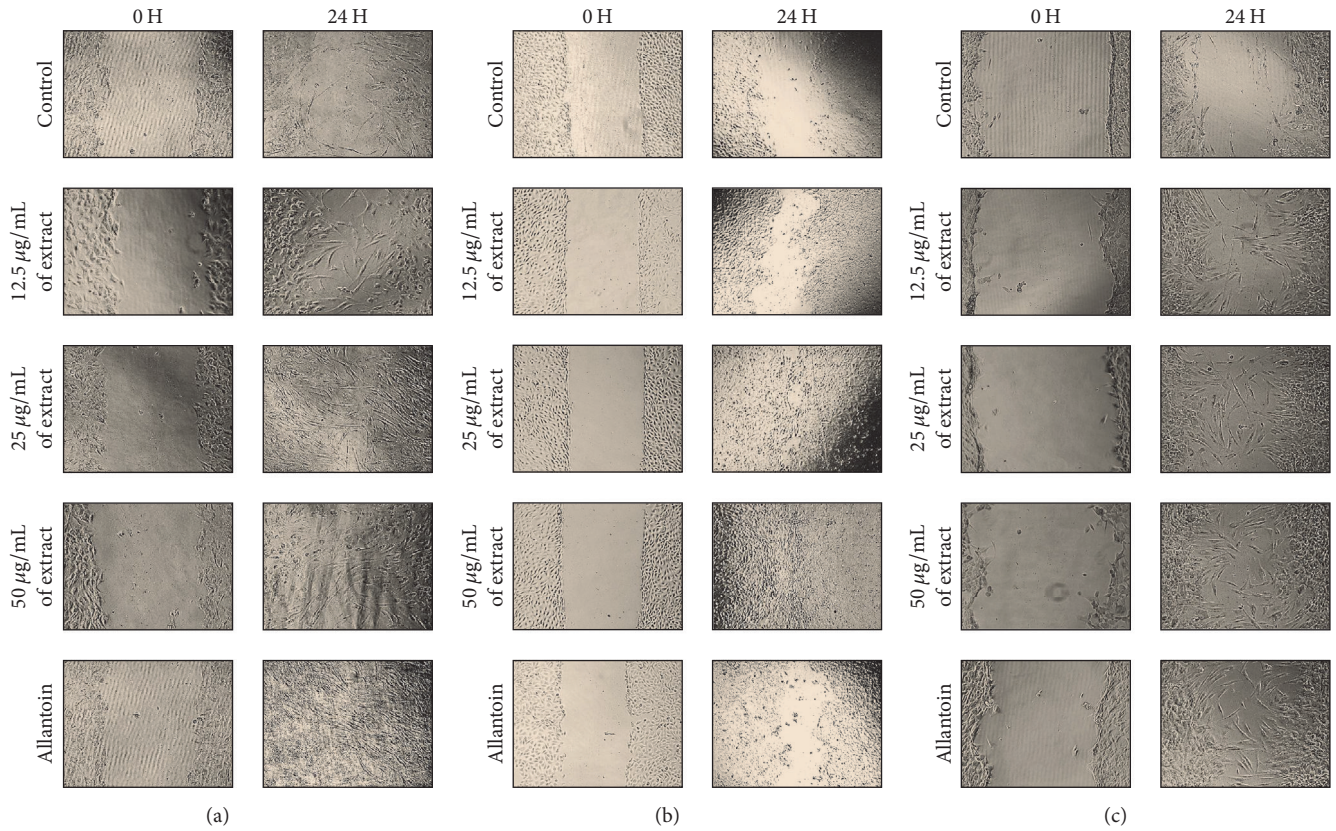 0 H 24 H
Control
12.5 μg/mL
of extract
25 μg/mL
of extract
50 μg/mL
of extract
Allantoin
(a)
0 H 24 H
Control
12.5 μg/mL
of extract
25 μg/mL
of extract
50 μg/mL
of extract
Allantoin
(b)
0 H 24 H
Control
12.5 μg/mL
of extract
25 μg/mL
of extract
50 μg/mL
of extract
Allantoin
(c)